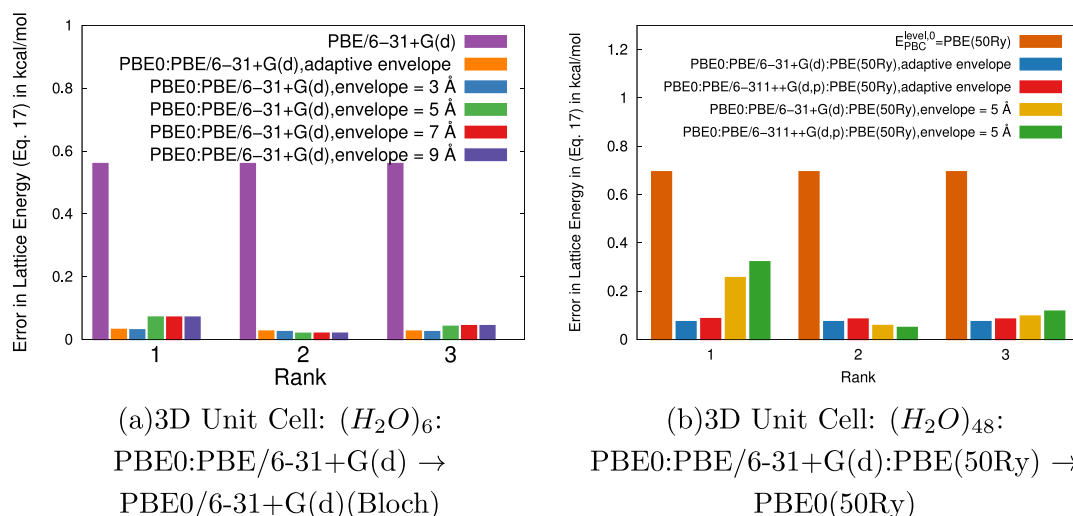 Error in Lattice Energy (Eq. 17) in kcal/mol
1
0.8
0.6
0.4
0.2
0
PBE/6−31+G(d)
PBE0:PBE/6−31+G(d),adaptive envelope
PBE0:PBE/6−31+G(d),envelope = 3 Å
PBE0:PBE/6−31+G(d),envelope = 5 Å
PBE0:PBE/6−31+G(d),envelope = 7 Å
PBE0:PBE/6−31+G(d),envelope = 9 Å
1 2 3
Rank
(a)3D Unit Cell: (H₂O)₆:
PBE0:PBE/6-31+G(d) →
PBE0/6-31+G(d)(Bloch)
Error in Lattice Energy in (Eq. 17) in kcal/mol
1.2
1
0.8
0.6
0.4
0.2
0
E_PBC^level,0=PBE(50Ry)
PBE0:PBE/6−31+G(d):PBE(50Ry),adaptive envelope
PBE0:PBE/6−311++G(d,p):PBE(50Ry),adaptive envelope
PBE0:PBE/6−31+G(d):PBE(50Ry),envelope = 5 Å
PBE0:PBE/6−311++G(d,p):PBE(50Ry),envelope = 5 Å
1 2 3
Rank
(b)3D Unit Cell: (H₂O)₄₈:
PBE0:PBE/6-31+G(d):PBE(50Ry) →
PBE0(50Ry)